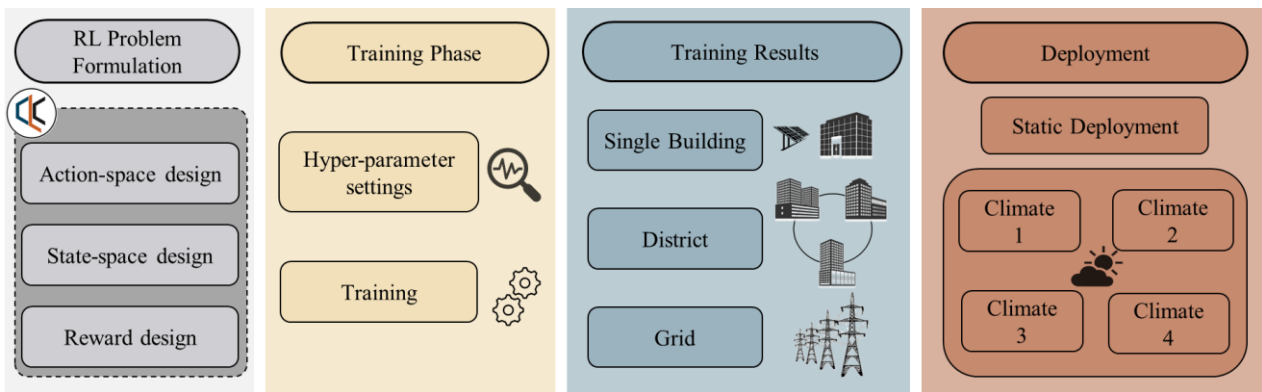 RL Problem
Formulation
Action-space design
State-space design
Reward design
Training Phase
Hyper-parameter
settings
Training
Training Results
Single Building
District
Grid
Deployment
Static Deployment
Climate
1
Climate
2
Climate
3
Climate
4